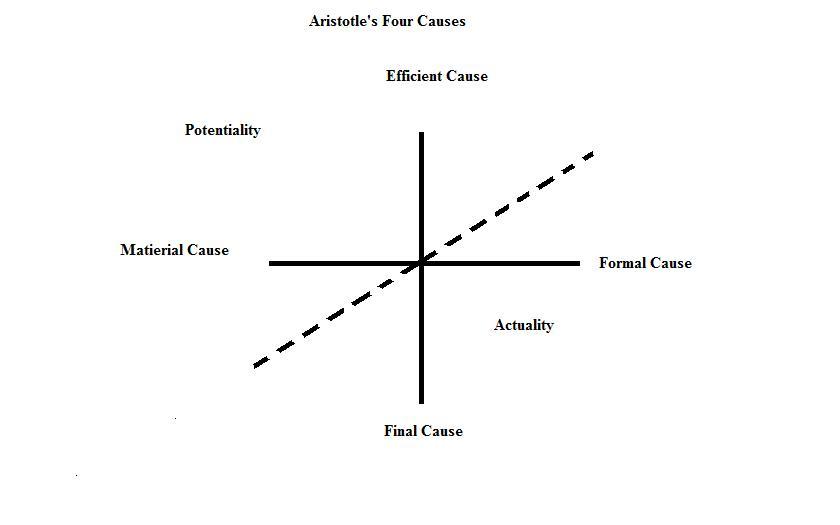 Aristotle's Four Causes
Efficient Cause
Potentiality
Matierial Cause
Formal Cause
Actuality
Final Cause